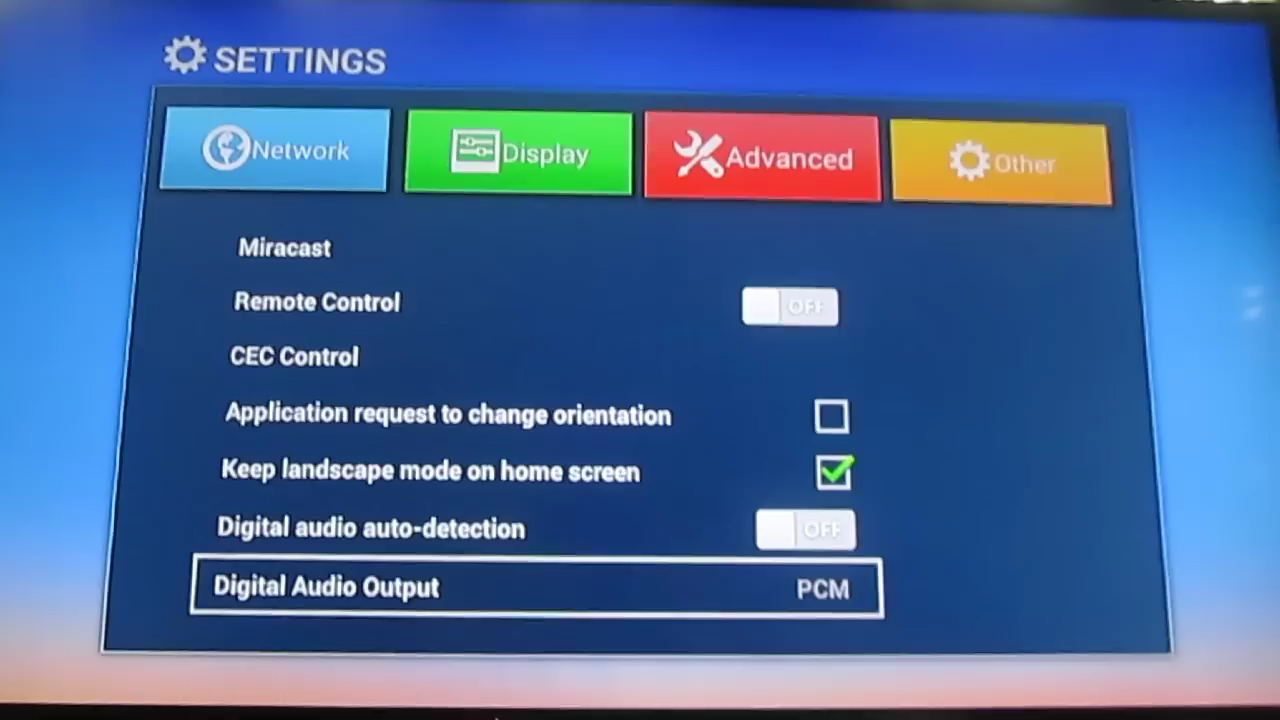 SETTINGS
Network Display Advanced Other
Miracast
Remote Control OFF
CEC Control
Application request to change orientation
Keep landscape mode on home screen
Digital audio auto-detection OFF
Digital Audio Output PCM